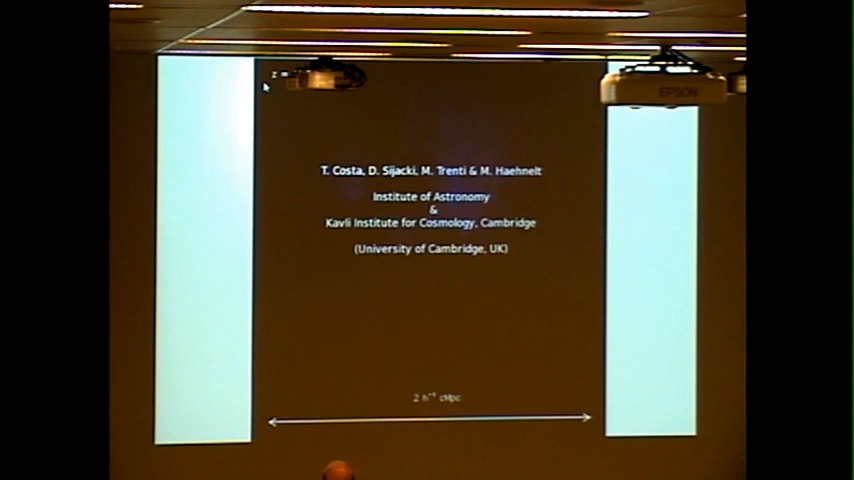 EPSON
z
T. Costa, D. Sijacki, M. Trenti & M. Haehnelt
Institute of Astronomy
&
Kavli Institute for Cosmology, Cambridge
(University of Cambridge, UK)
2 h⁻¹ cMpc